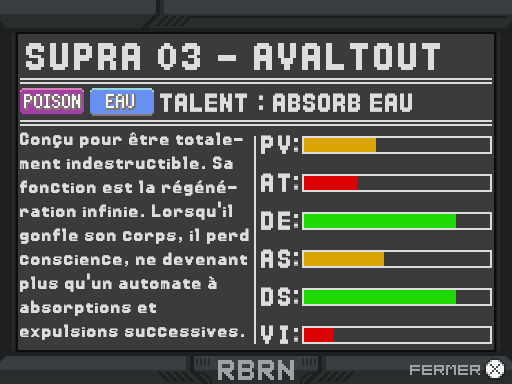 SUPRA 03 - AVALTOUT
POISON EAU TALENT : ABSORB EAU
Conçu pour être totale-
ment indestructible. Sa
fonction est la régéné-
ration infinie. Lorsqu'il
gonfle son corps, il perd
conscience, ne devenant
plus qu'un automate à
absorptions et
expulsions successives.
PV:
AT:
DE:
AS:
DS:
VI:
RBRN
FERMER